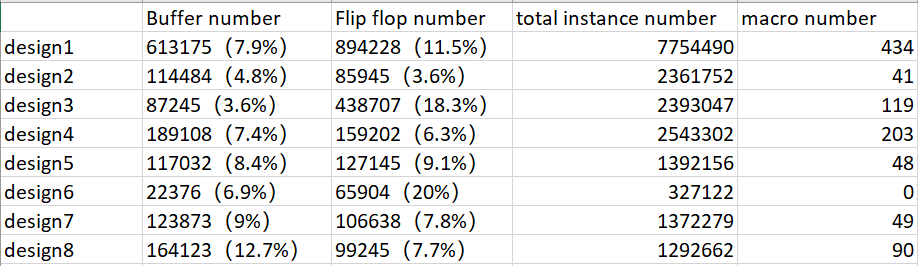 Buffer number Flip flop number total instance number macro number
design1 613175 (7.9%) 894228 (11.5%) 7754490 434
design2 114484 (4.8%) 85945 (3.6%) 2361752 41
design3 87245 (3.6%) 438707 (18.3%) 2393047 119
design4 189108 (7.4%) 159202 (6.3%) 2543302 203
design5 117032 (8.4%) 127145 (9.1%) 1392156 48
design6 22376 (6.9%) 65904 (20%) 327122 0
design7 123873 (9%) 106638 (7.8%) 1372279 49
design8 164123 (12.7%) 99245 (7.7%) 1292662 90